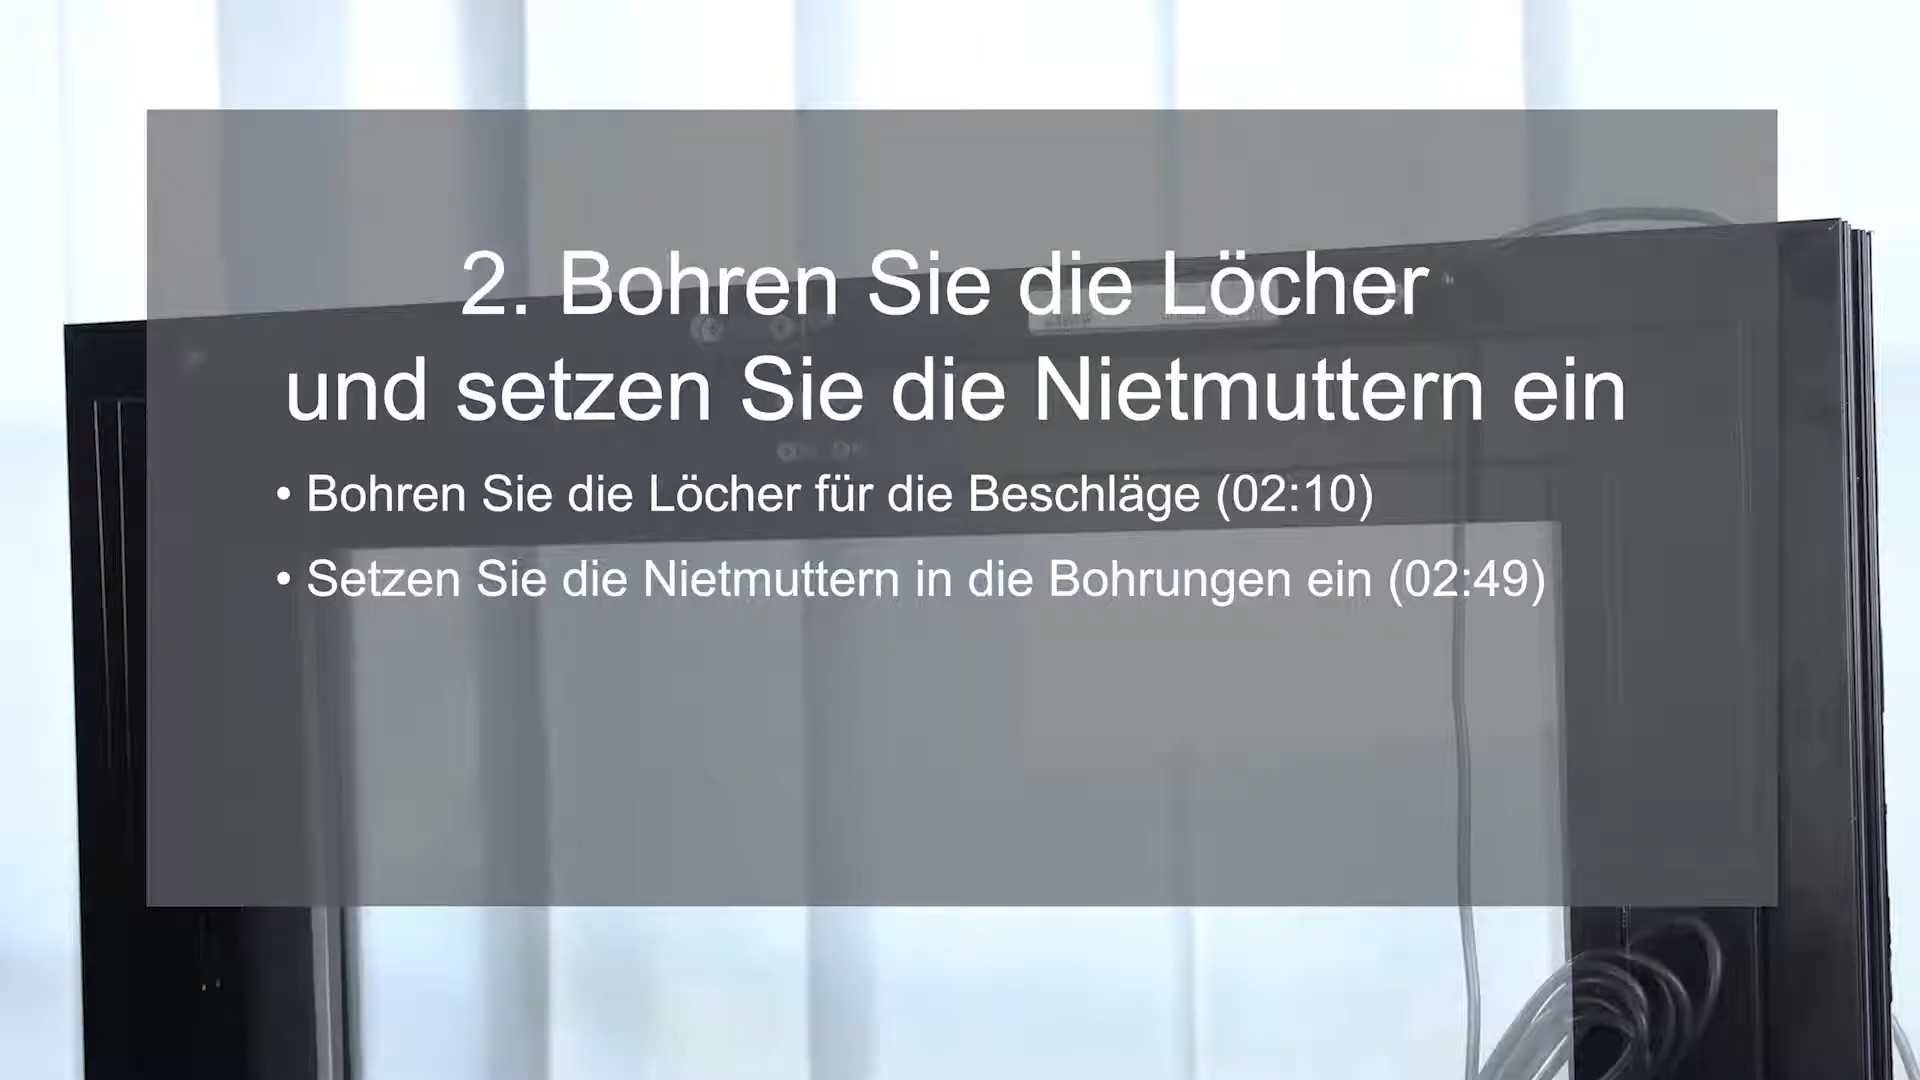 2. Bohren Sie die Löcher
und setzen Sie die Nietmuttern ein
• Bohren Sie die Löcher für die Beschläge (02:10)
• Setzen Sie die Nietmuttern in die Bohrungen ein (02:49)